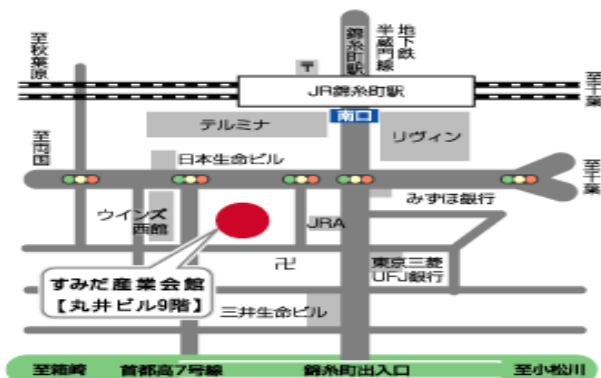 至秋葉原
錦糸町駅
地下鉄
半蔵門線
〒
JR錦糸町駅
至千葉
南口
テルミナ
リヴィン
至両国
日本生命ビル
至千葉
みずほ銀行
ウインズ
西館
JRA
卍
東京三菱
UFJ銀行
すみだ産業会館
【丸井ビル9階】
三井生命ビル
至箱崎
首都高7号線
錦糸町出入口
至小松川